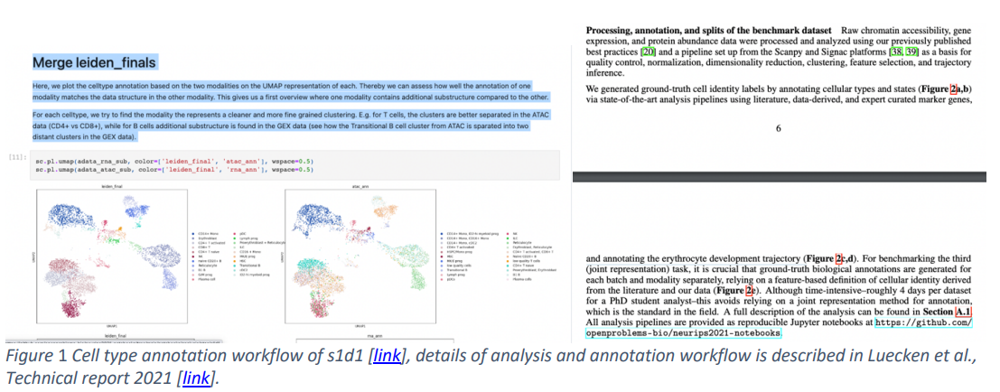 Merge leiden_finals
Here, we plot the celltype annotation based on the two modalities on the UMAP representation of each. Thereby we can assess how well the annotation of one
modality matches the data structure in the other modality. This gives us a first overview where one modality contains additional substructure compared to the other.
For each celltype, we try to find the modality the represents a cleaner and more fine grained clustering. E.g. for T cells, the clusters are better separated in the ATAC
data (CD4+ vs CD8+), while for B cells additional substructure is found in the GEX data (see how the Transitional B cell cluster from ATAC is sparated into two
distant clusters in the GEX data).
[11]:
sc.pl.umap(adata_rna_sub, color=['leiden_final', 'atac_ann'], wspace=0.5)
sc.pl.umap(adata_atac_sub, color=['leiden_final', 'rna_ann'], wspace=0.5)
leiden_final
atac_ann
leiden_final
rna_ann
Processing, annotation, and splits of the benchmark dataset Raw chromatin accessibility, gene
expression, and protein abundance data were processed and analyzed using our previously published
best practices [20] and a pipeline set up from the Scanpy and Signac platforms [38, 39] as a basis for
quality control, normalization, dimensionality reduction, clustering, feature selection, and trajectory
inference.
We generated ground-truth cell identity labels by annotating cellular types and states (Figure 2a,b)
via state-of-the-art analysis pipelines using literature, data-derived, and expert curated marker genes,
6
and annotating the erythrocyte development trajectory (Figure 2c,d). For benchmarking the third
(joint representation) task, it is crucial that ground-truth biological annotations are generated for
each batch and modality separately, relying on a feature-based definition of cellular identity derived
from the literature and our data (Figure 2e). Although time-intensive–roughly 4 days per dataset
for a PhD student analyst–this avoids relying on a joint representation method for annotation,
which is the standard in the field. A full description of the analysis can be found in Section A.1
All analysis pipelines are provided as reproducible Jupyter notebooks at https://github.com/
openproblems-bio/neurips2021-notebooks
Figure 1 Cell type annotation workflow of s1d1 [link], details of analysis and annotation workflow is described in Luecken et al.,
Technical report 2021 [link].